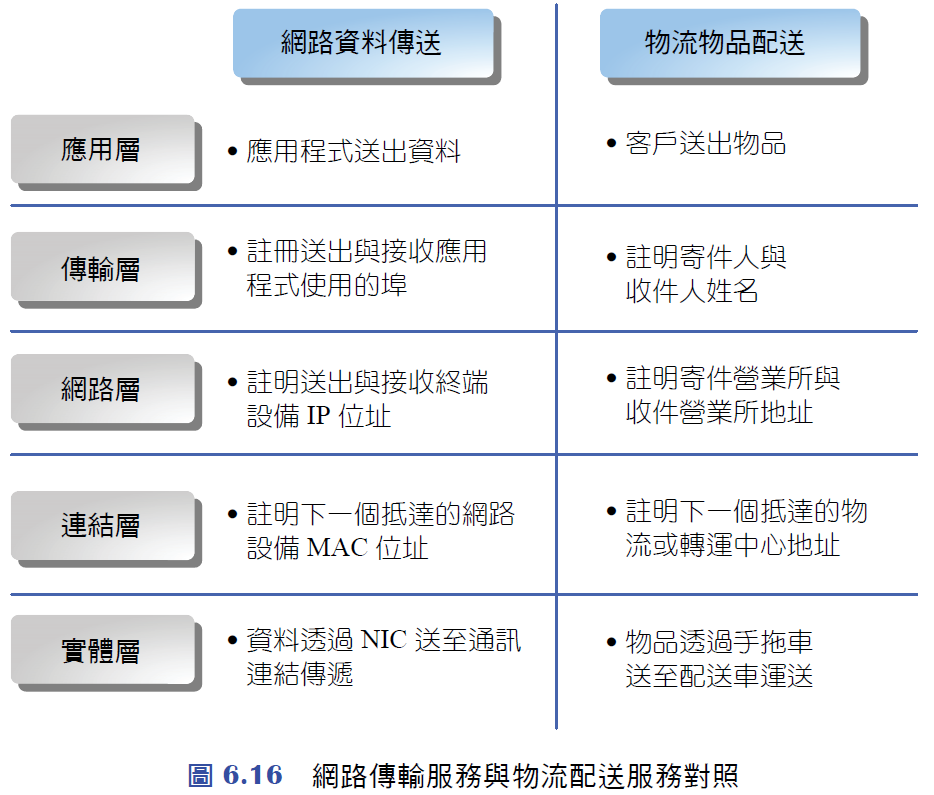 網路資料傳送
物流物品配送
應用層
• 應用程式送出資料
• 客戶送出物品
傳輸層
• 註冊送出與接收應用
程式使用的埠
• 註明寄件人與
收件人姓名
網路層
• 註明送出與接收終端
設備 IP 位址
• 註明寄件營業所與
收件營業所地址
連結層
• 註明下一個抵達的網路
設備 MAC 位址
• 註明下一個抵達的物
流或轉運中心地址
實體層
• 資料透過 NIC 送至通訊
連結傳遞
• 物品透過手拖車
送至配送車運送
圖 6.16 網路傳輸服務與物流配送服務對照